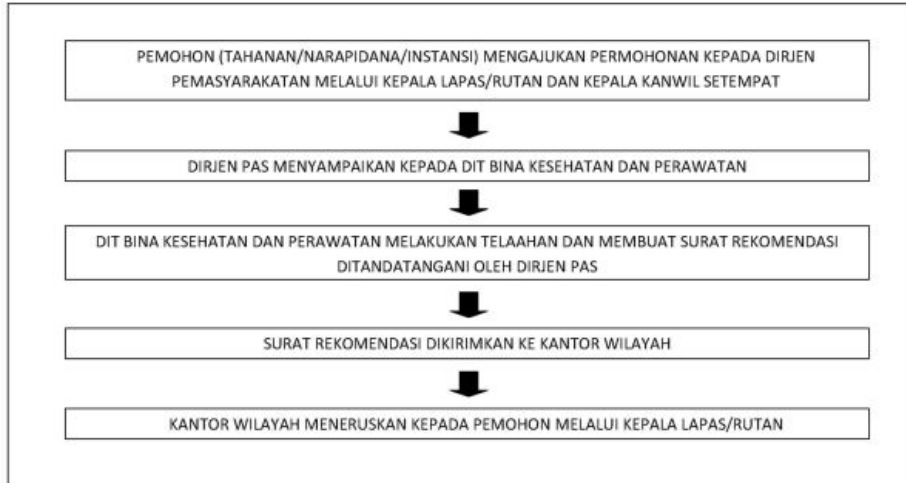 PEMOHON (TAHANAN/NARAPIDANA/INSTANSI) MENGAJUKAN PERMOHONAN KEPADA DIRJEN
PEMASYARAKATAN MELALUI KEPALA LAPAS/RUTAN DAN KEPALA KANWIL SETEMPAT
DIRJEN PAS MENYAMPAIKAN KEPADA DIT BINA KESEHATAN DAN PERAWATAN
DIT BINA KESEHATAN DAN PERAWATAN MELAKUKAN TELAAHAN DAN MEMBUAT SURAT REKOMENDASI
DITANDATANGANI OLEH DIRJEN PAS
SURAT REKOMENDASI DIKIRIMKAN KE KANTOR WILAYAH
KANTOR WILAYAH MENERUSKAN KEPADA PEMOHON MELALUI KEPALA LAPAS/RUTAN